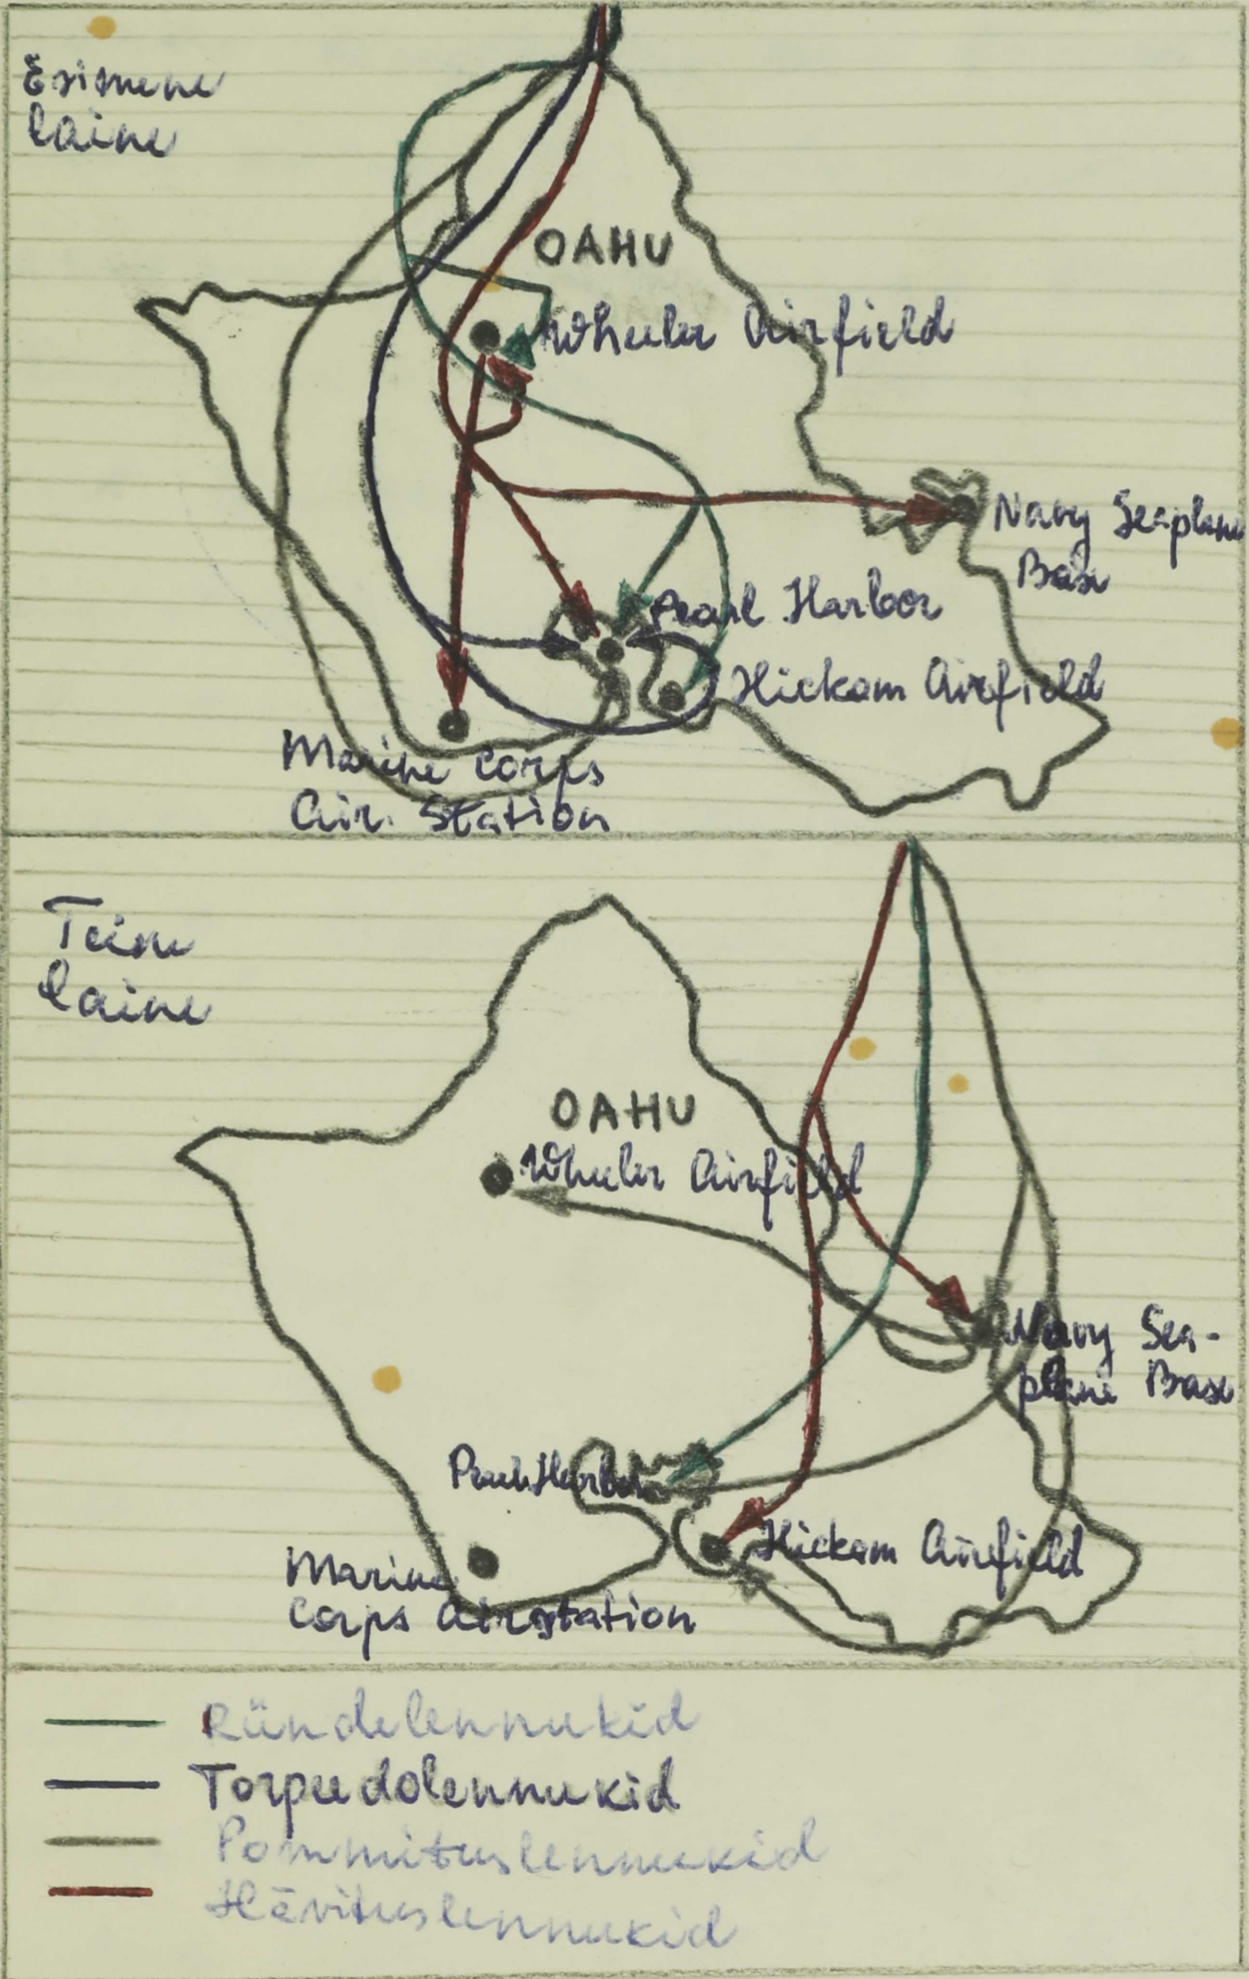 Esimene
laine
OAHU
Wheeler Airfield
Navy Seaplane
Base
Pearl Harbor
Hickam Airfield
Marine Corps
Air. Station
Teine
laine
OAHU
Wheeler Airfield
Navy Sea-
plane Base
Pearl Harbor
Hickam Airfield
Marine
Corps Airstation
Ründelennukid
Torpeedolennukid
Pommituslennukid
Hävituslennukid